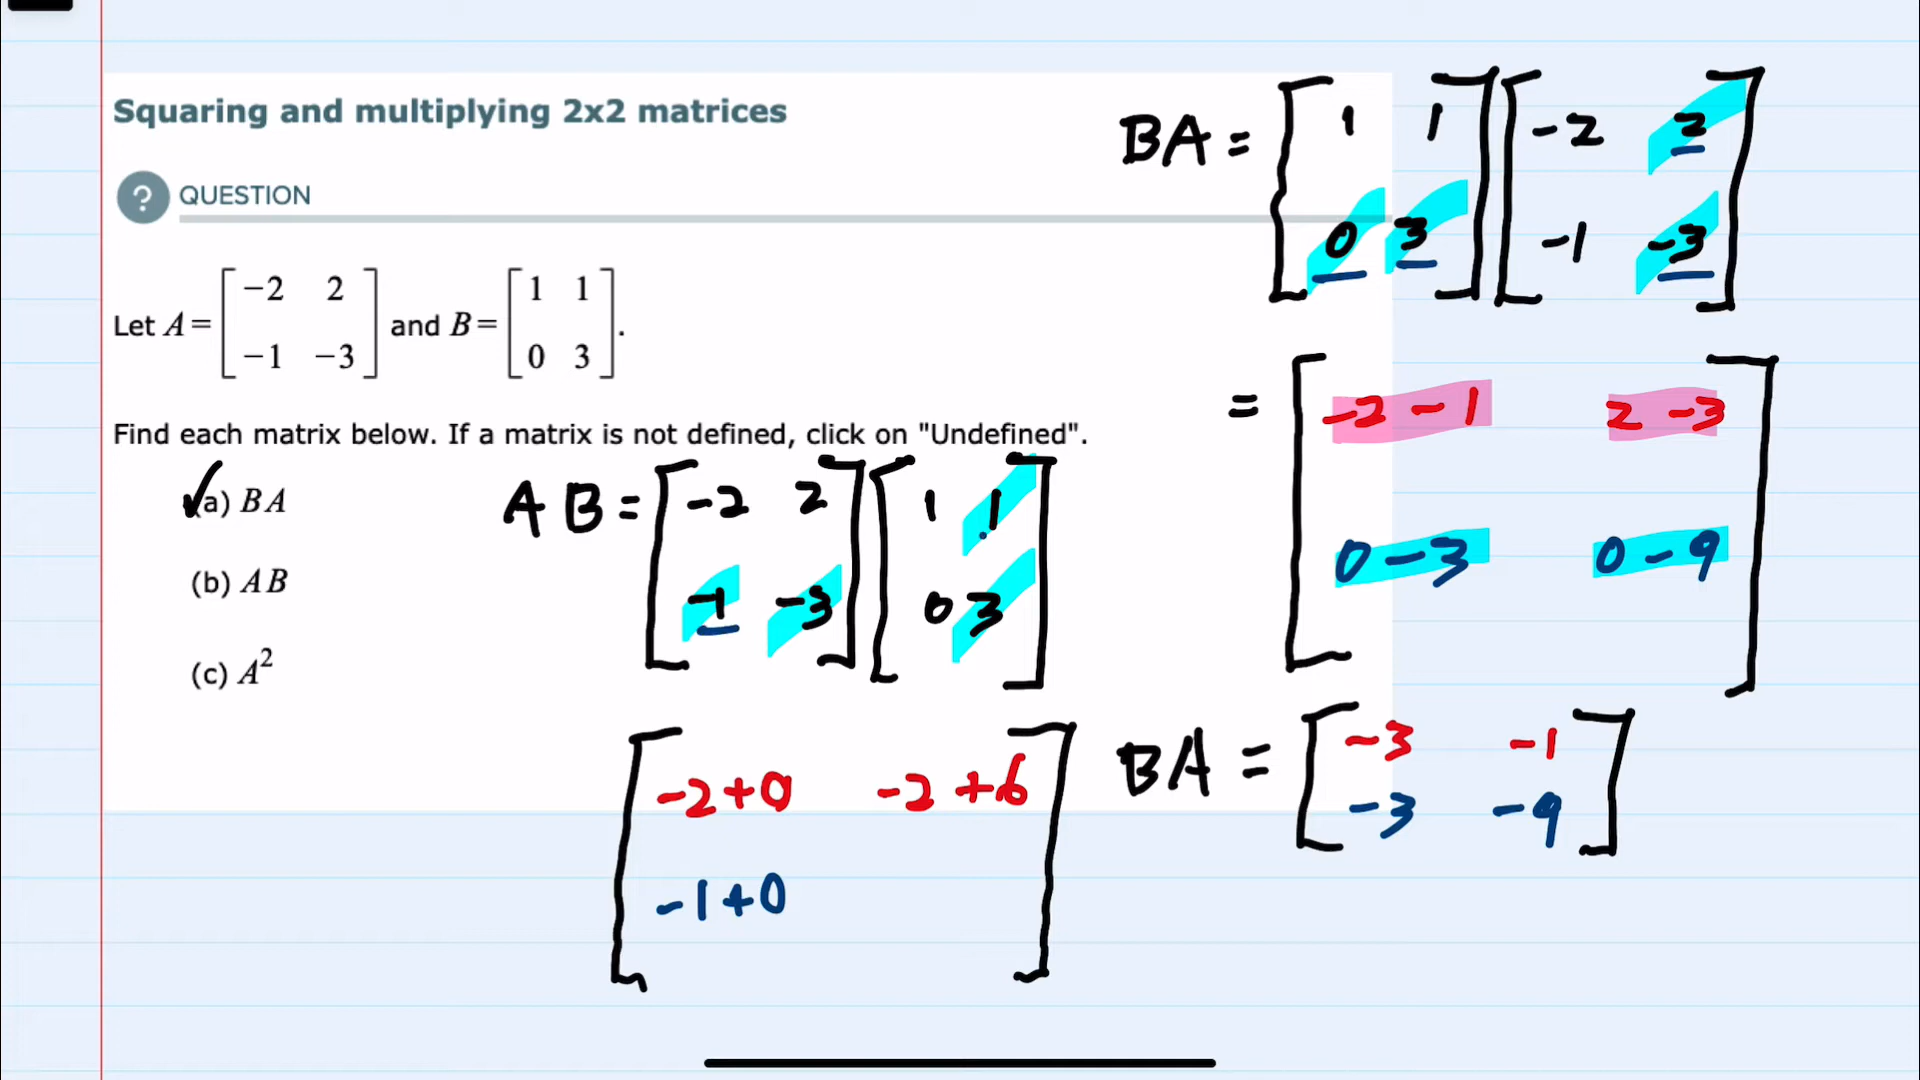 Squaring and multiplying 2x2 matrices
? QUESTION
Let A = [ −2 2 ] and B = [ 1 1 ] .
[ −1 −3 ] [ 0 3 ]
Find each matrix below. If a matrix is not defined, click on "Undefined".
✓(a) BA
(b) AB
(c) A²
AB = [ -2 2 ] [ 1 1 ]
[ -1 -3 ] [ 0 3 ]
[ -2+0 -2+6 ]
[ -1+0 ]
BA = [ 1 1 ] [ -2 2 ]
[ 0 3 ] [ -1 -3 ]
= [ -2-1 2-3 ]
[ 0-3 0-9 ]
BA = [ -3 -1 ]
[ -3 -9 ]